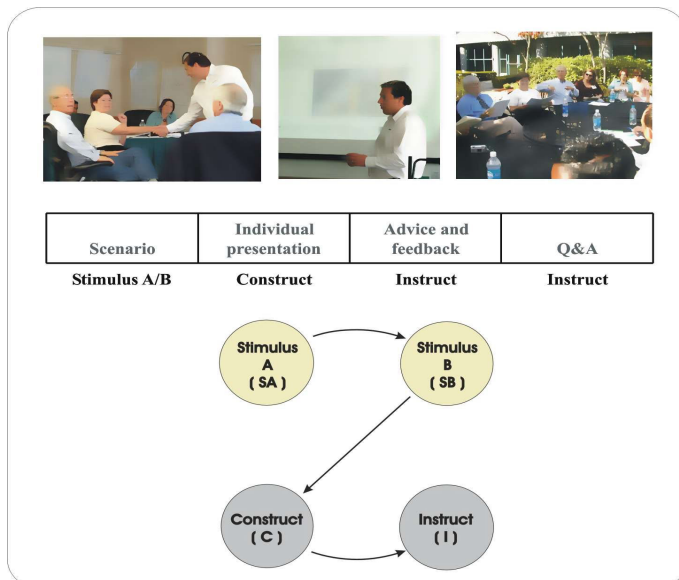 Scenario
Individual
presentation
Advice and
feedback
Q&A
Stimulus A/B
Construct
Instruct
Instruct
Stimulus
A
( SA )
Stimulus
B
( SB )
Construct
( C )
Instruct
( I )